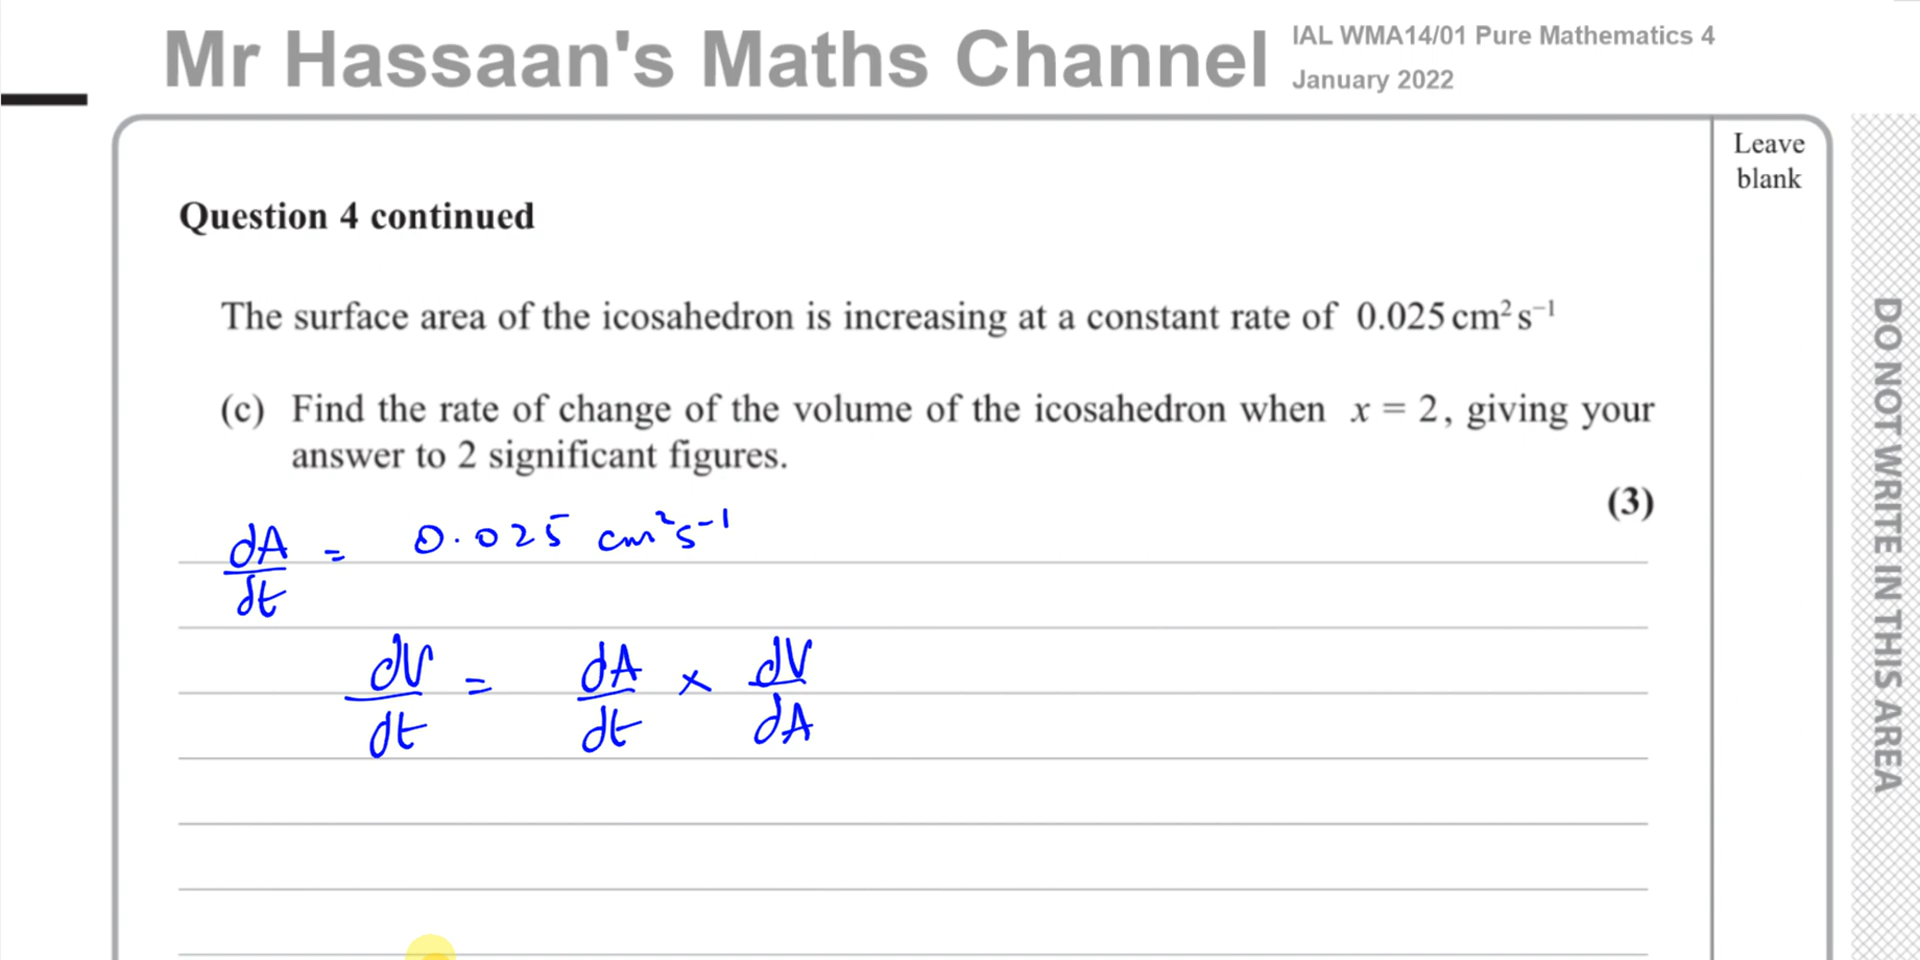 Mr Hassaan's Maths Channel
IAL WMA14/01 Pure Mathematics 4
January 2022
Leave
blank
Question 4 continued
The surface area of the icosahedron is increasing at a constant rate of 0.025 cm² s⁻¹
(c) Find the rate of change of the volume of the icosahedron when x = 2, giving your
answer to 2 significant figures.
(3)
dA/dt = 0.025 cm²s⁻¹
dV/dt = dA/dt × dV/dA
DO NOT WRITE IN THIS AREA